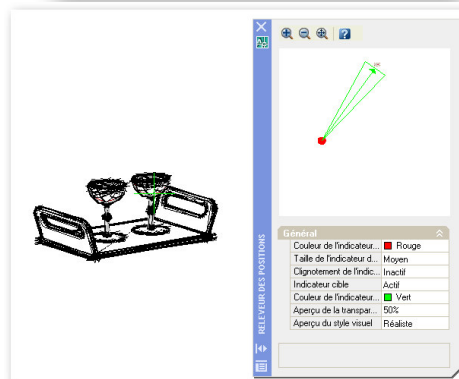 RELEVEUR DES POSITIONS
Général
Couleur de l'indicateur... Rouge
Taille de l'indicateur d... Moyen
Clignotement de l'indic... Inactif
Indicateur cible Actif
Couleur de l'indicateur... Vert
Aperçu de la transpar... 50%
Aperçu du style visuel Réaliste